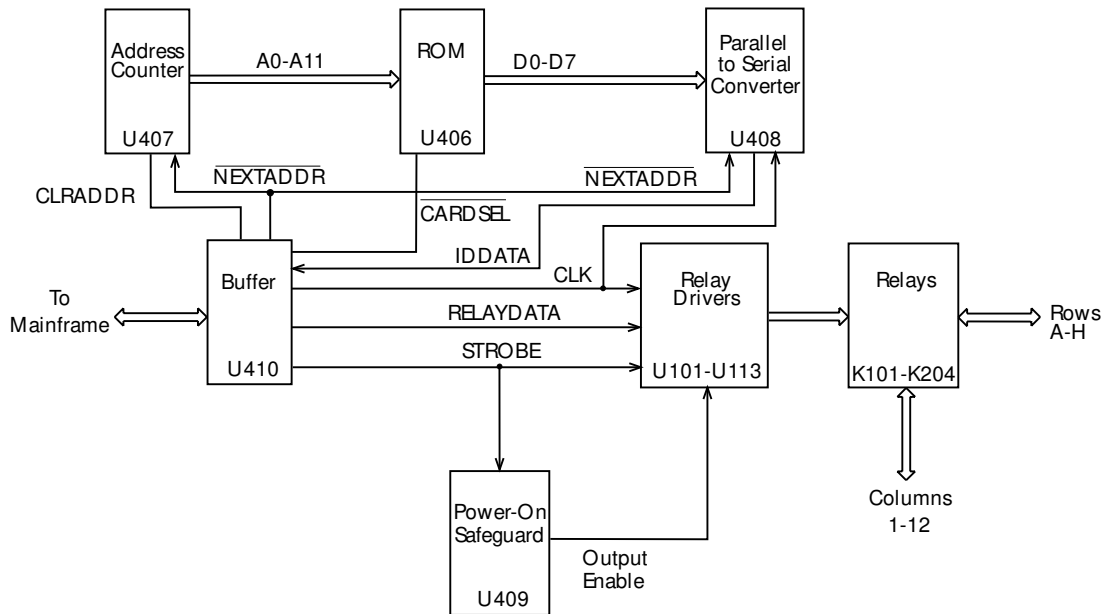 Address
Counter
U407
A0-A11
ROM
U406
D0-D7
Parallel
to Serial
Converter
U408
CLRADDR
NEXTADDR
NEXTADDR
CARDSEL
IDDATA
CLK
RELAYDATA
STROBE
To
Mainframe
Buffer
U410
Relay
Drivers
U101-U113
Relays
K101-K204
Rows
A-H
Columns
1-12
Power-On
Safeguard
U409
Output
Enable